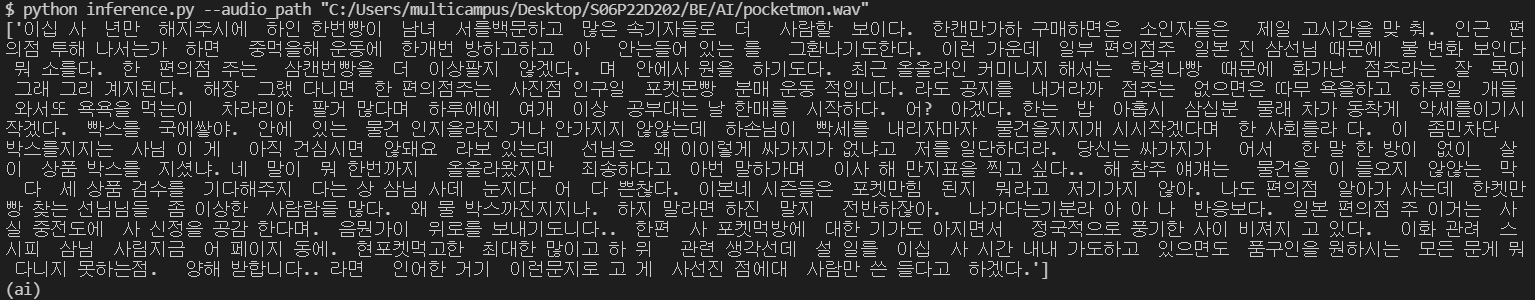 $ python inference.py --audio_path "C:/Users/multicampus/Desktop/S06P22D202/BE/AI/pocketmon.wav"
['이십 사 년만 해지주시에 하인 한번빵이 남녀 서를백문하고 많은 속기자들로 더 사람할 보이다. 한캔만가하 구매하면은 소인자들은 제일 고시간을 맞 춰. 인근 편
의점 투해 나서는가 하면 중먹을해 운동에 한개번 방하고하고 아 안는들어 있는 를 그환나기도한다. 이런 가운데 일부 편의점주 일본 진 삼선님 때문에 불 변화 보인다
뭐 소를다. 한 편의점 주는 삼캔번빵을 더 이상팔지 않겠다. 며 안에사 원을 하기도다. 최근 올올라인 커미니지 해서는 학결나빵 때문에 화가난 점주라는 잘 목이
그래 그리 계지된다. 해장 그랬 다니면 한 편의점주는 사진점 인구일 포켓몬빵 분매 운동 적입니다. 라도 공지를 내거라까 점주는 없으면은 따무 욕을하고 하루일 개들
와서또 욕욕을 먹는이 차라리야 팔거 많다며 하루에에 여개 이상 공부대는 날 한매를 시작하다. 어? 아겠다. 한는 밥 아홉시 삼십분 물래 차가 동착게 악세를이기시
작겠다. 빡스를 국에쌀아. 안에 있는 물건 인지을라진 거나 안가지지 않않는데 하손님이 빡세를 내리자마자 물건을지지개 시시작겠다며 한 사회틀라 다. 이 좀민차단
박스를지지는 사님 이 게 아직 건심시면 않돼요 라보 있는데 선님은 왜 이이렇게 싸가지가 없냐고 저를 일단하더라. 당신는 싸가지가 어서 한 말 한 방이 없이 살
이 상품 박스를 지셨냐. 네 말이 뭐 한번까지 올올라왔지만 죄송하다고 아번 말하가며 이사 해 만지표을 찍고 싶다.. 해 참주 얘걔는 물건을 이 들오지 않않는 막
다 세 상품 검수를 기다해주지 다는 상 삼님 사데 눈지다 어 다 뿐찮다. 이본네 시즌들은 포켓만힘 된지 뭐라고 저기가지 않아. 나도 편의점 알아가 사는데 한켓만
빵 찾는 선님님들 좀 이상한 사람람들 많다. 왜 물 박스까진지지나. 하지 말라면 하진 말지 전반하잖아. 나가다는기분라 아 아 나 반응보다. 일본 편의점 주 이거는 사
실 중전도에 사 신정을 공감 한다며. 음뭔가이 위로를 보내기도니다.. 한편 사 포켓먹방에 대한 기가도 아지면서 정국적으로 풍기한 사이 비져지 고 있다. 이화 관련 스
시피 삼님 사림지금 어 페이지 동에. 현포켓먹고한 최대한 많이고 하 위 관련 생각선데 설 일를 이십 사 시간 내내 가도하고 있으면도 품구인을 원하시는 모든 문게 뭐
다니지 못하는점. 양해 밥합니다.. 라면 인어한 거기 이런문지로 고 게 사선진 점에대 사람만 쓴 들다고 하겠다.']
(ai)